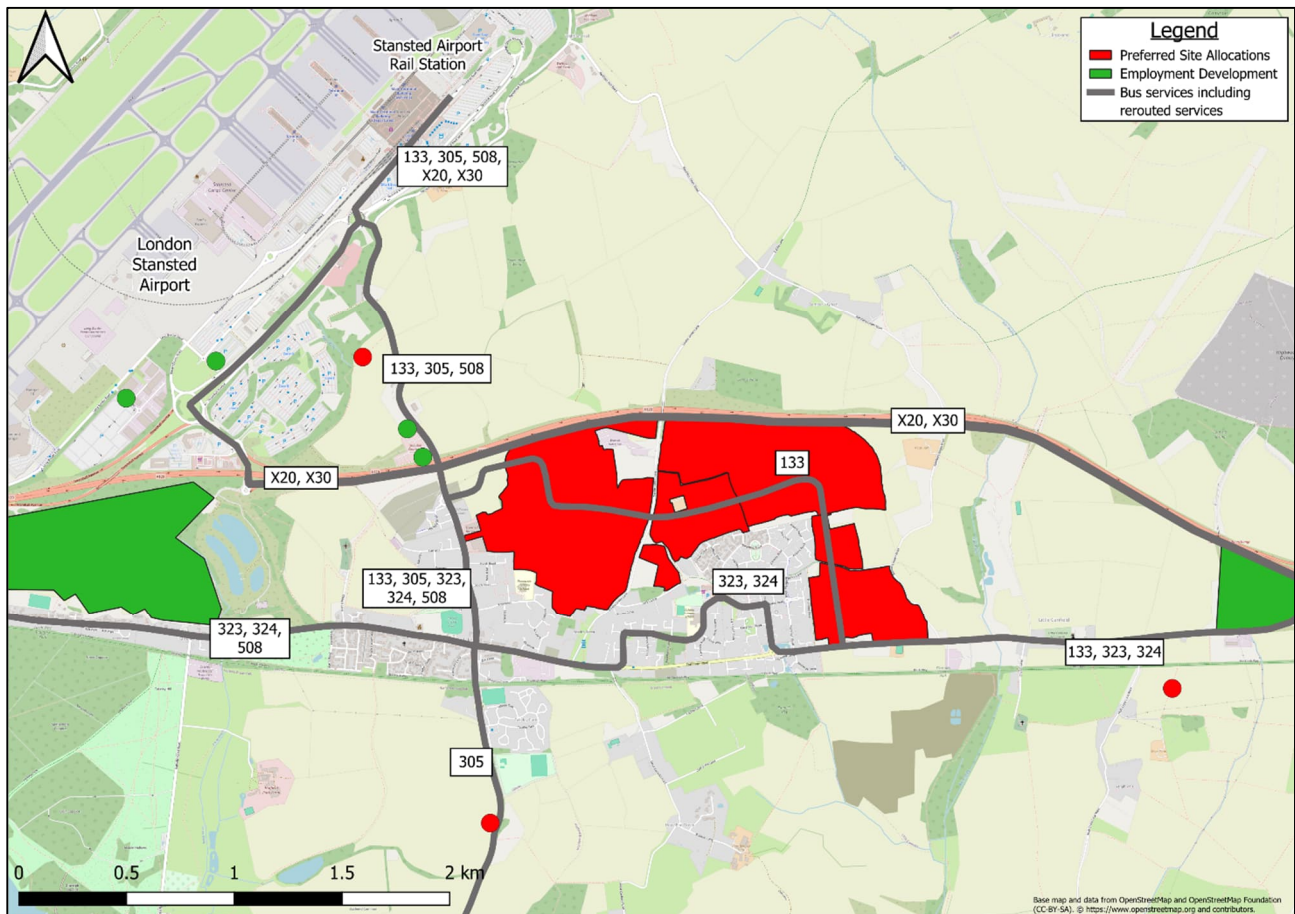 Legend
Preferred Site Allocations
Employment Development
Bus services including
rerouted services
Stansted Airport
Rail Station
133, 305, 508,
X20, X30
London
Stansted
Airport
133, 305, 508
X20, X30
X20, X30
133
133, 305, 323,
324, 508
323, 324
323, 324,
508
133, 323, 324
305
0
0.5
1
1.5
2 km
Base map and data from OpenStreetMap and OpenStreetMap Foundation
(CC-BY-SA). © https://www.openstreetmap.org and contributors.